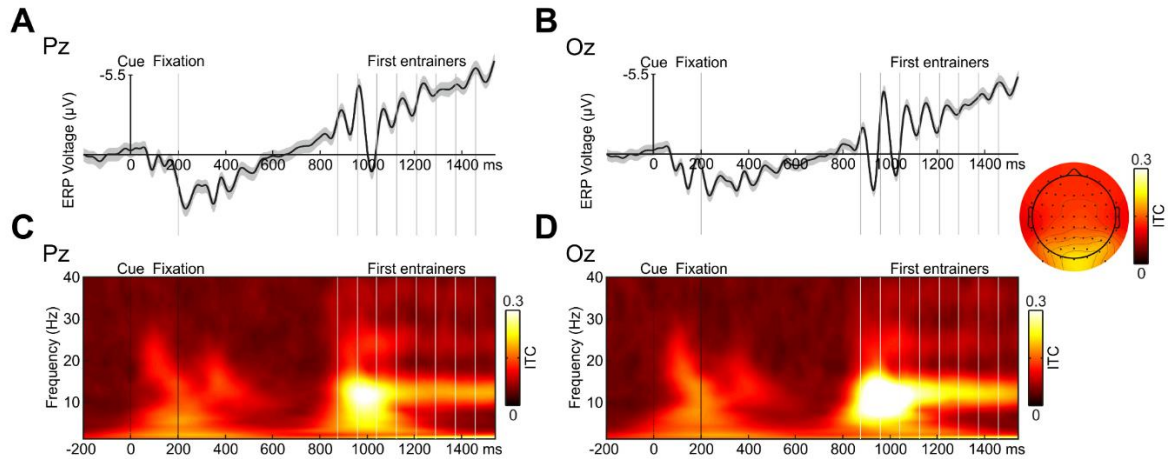 A
Pz
Cue Fixation First entrainers
-5.5
ERP Voltage (µV)
0 200 400 600 800 1000 1200 1400 ms
B
Oz
Cue Fixation First entrainers
-5.5
ERP Voltage (µV)
0 200 400 600 800 1000 1200 1400 ms
0.3
ITC
0
C
Pz
Cue Fixation First entrainers
40
30
20
10
Frequency (Hz)
-200 0 200 400 600 800 1000 1200 1400 ms
0.3
ITC
0
D
Oz
Cue Fixation First entrainers
40
30
20
10
Frequency (Hz)
-200 0 200 400 600 800 1000 1200 1400 ms
0.3
ITC
0